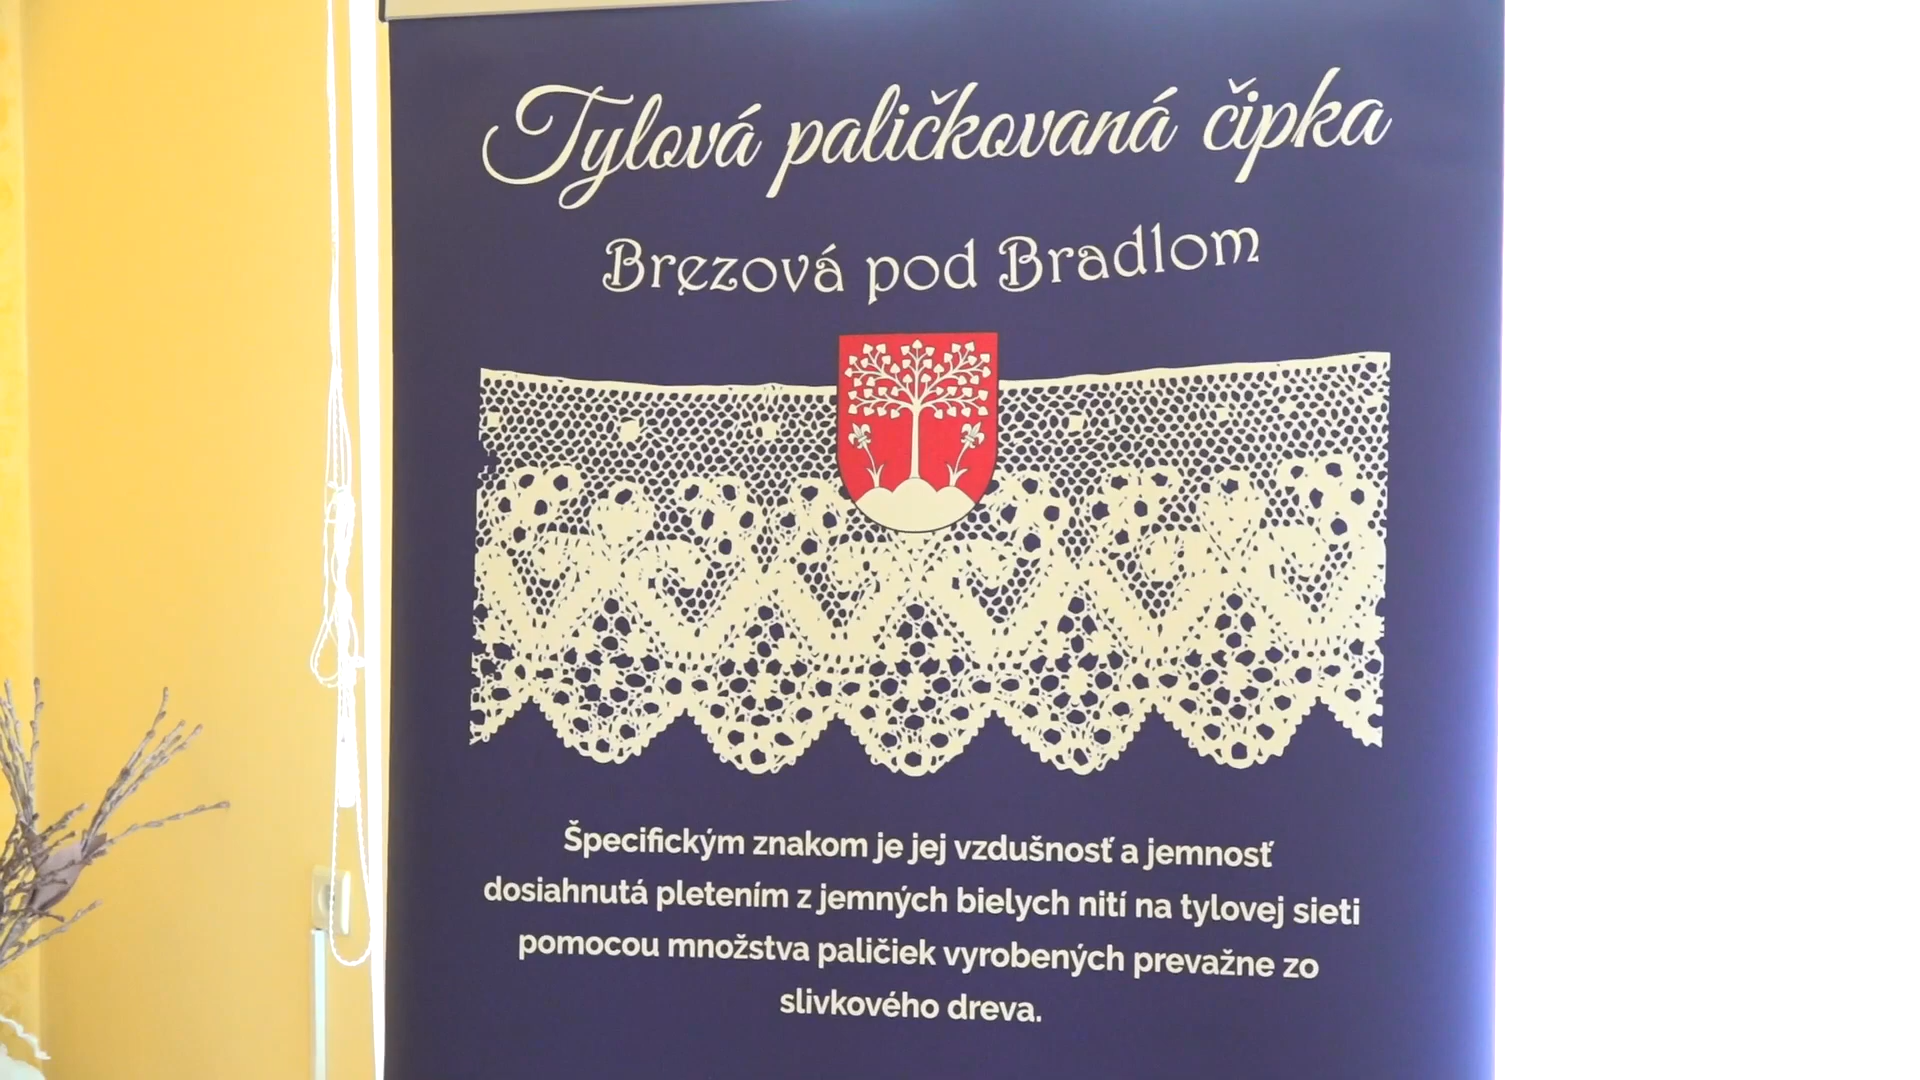 Tylová paličkovaná čipka
Brezová pod Bradlom
Špecifickým znakom je jej vzdušnosť a jemnosť
dosiahnutá pletením z jemných bielych nití na tylovej sieti
pomocou množstva paličiek vyrobených prevažne zo
slivkového dreva.